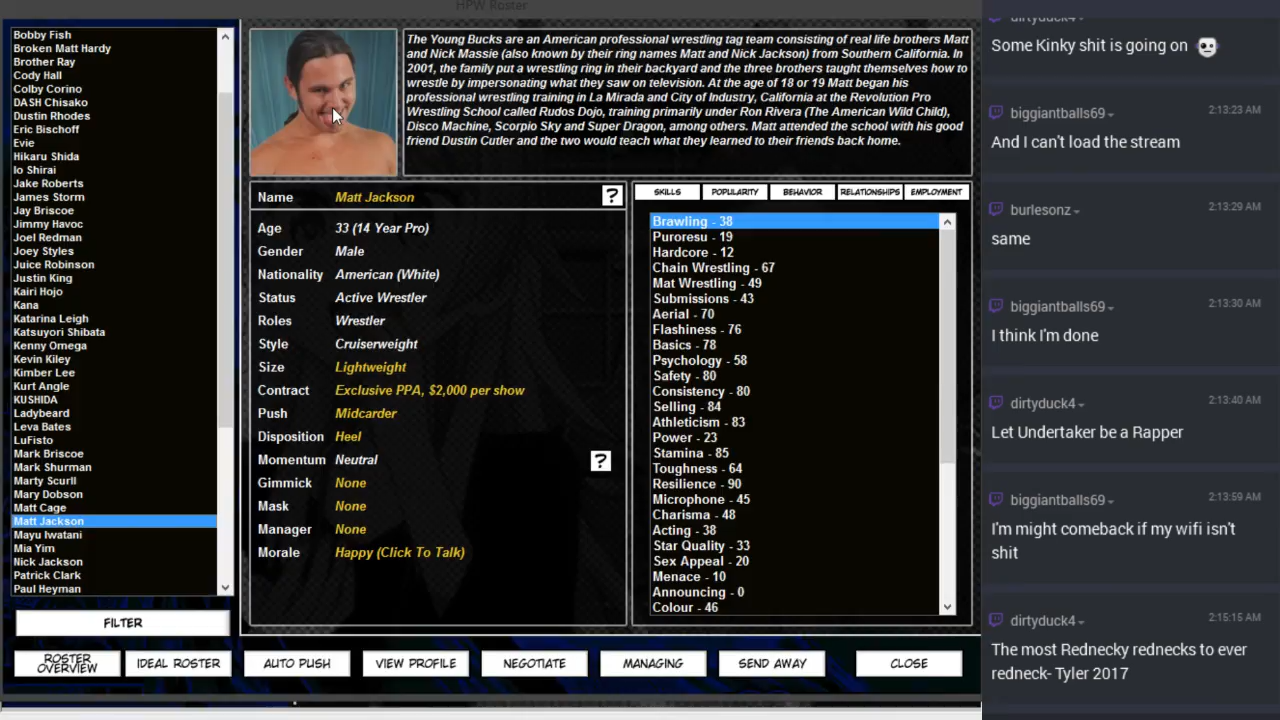 HPW Roster
Bobby Fish
Broken Matt Hardy
Brother Ray
Cody Hall
Colby Corino
DASH Chisako
Dustin Rhodes
Eric Bischoff
Evie
Hikaru Shida
Io Shirai
Jake Roberts
James Storm
Jay Briscoe
Jimmy Havoc
Joel Redman
Joey Styles
Juice Robinson
Justin King
Kairi Hojo
Kana
Katarina Leigh
Katsuyori Shibata
Kenny Omega
Kevin Kiley
Kimber Lee
Kurt Angle
KUSHIDA
Ladybeard
Leva Bates
LuFisto
Mark Briscoe
Mark Shurman
Marty Scurll
Mary Dobson
Matt Cage
Matt Jackson
Mayu Iwatani
Mia Yim
Nick Jackson
Patrick Clark
Paul Heyman
FILTER
The Young Bucks are an American professional wrestling tag team consisting of real life brothers Matt
and Nick Massie (also known by their ring names Matt and Nick Jackson) from Southern California. In
2001, the family put a wrestling ring in their backyard and the three brothers taught themselves how to
wrestle by impersonating what they saw on television. At the age of 18 or 19 Matt began his
professional wrestling training in La Mirada and City of Industry, California at the Revolution Pro
Wrestling School called Rudos Dojo, training primarily under Ron Rivera (The American Wild Child),
Disco Machine, Scorpio Sky and Super Dragon, among others. Matt attended the school with his good
friend Dustin Cutler and the two would teach what they learned to their friends back home.
Name Matt Jackson ?
Age 33 (14 Year Pro)
Gender Male
Nationality American (White)
Status Active Wrestler
Roles Wrestler
Style Cruiserweight
Size Lightweight
Contract Exclusive PPA, $2,000 per show
Push Midcarder
Disposition Heel
Momentum Neutral ?
Gimmick None
Mask None
Manager None
Morale Happy (Click To Talk)
SKILLS POPULARITY BEHAVIOR RELATIONSHIPS EMPLOYMENT
Brawling - 38
Puroresu - 19
Hardcore - 12
Chain Wrestling - 67
Mat Wrestling - 49
Submissions - 43
Aerial - 70
Flashiness - 76
Basics - 78
Psychology - 58
Safety - 80
Consistency - 80
Selling - 84
Athleticism - 83
Power - 23
Stamina - 85
Toughness - 64
Resilience - 90
Microphone - 45
Charisma - 48
Acting - 38
Star Quality - 33
Sex Appeal - 20
Menace - 10
Announcing - 0
Colour - 46
ROSTER OVERVIEW IDEAL ROSTER AUTO PUSH VIEW PROFILE NEGOTIATE MANAGING SEND AWAY CLOSE
dirtyduck4
Some Kinky shit is going on
biggiantballs69 2:13:23 AM
And I can't load the stream
burlesonz 2:13:29 AM
same
biggiantballs69 2:13:30 AM
I think I'm done
dirtyduck4 2:13:40 AM
Let Undertaker be a Rapper
biggiantballs69 2:13:59 AM
I'm might comeback if my wifi isn't
shit
dirtyduck4 2:15:15 AM
The most Rednecky rednecks to ever
redneck- Tyler 2017